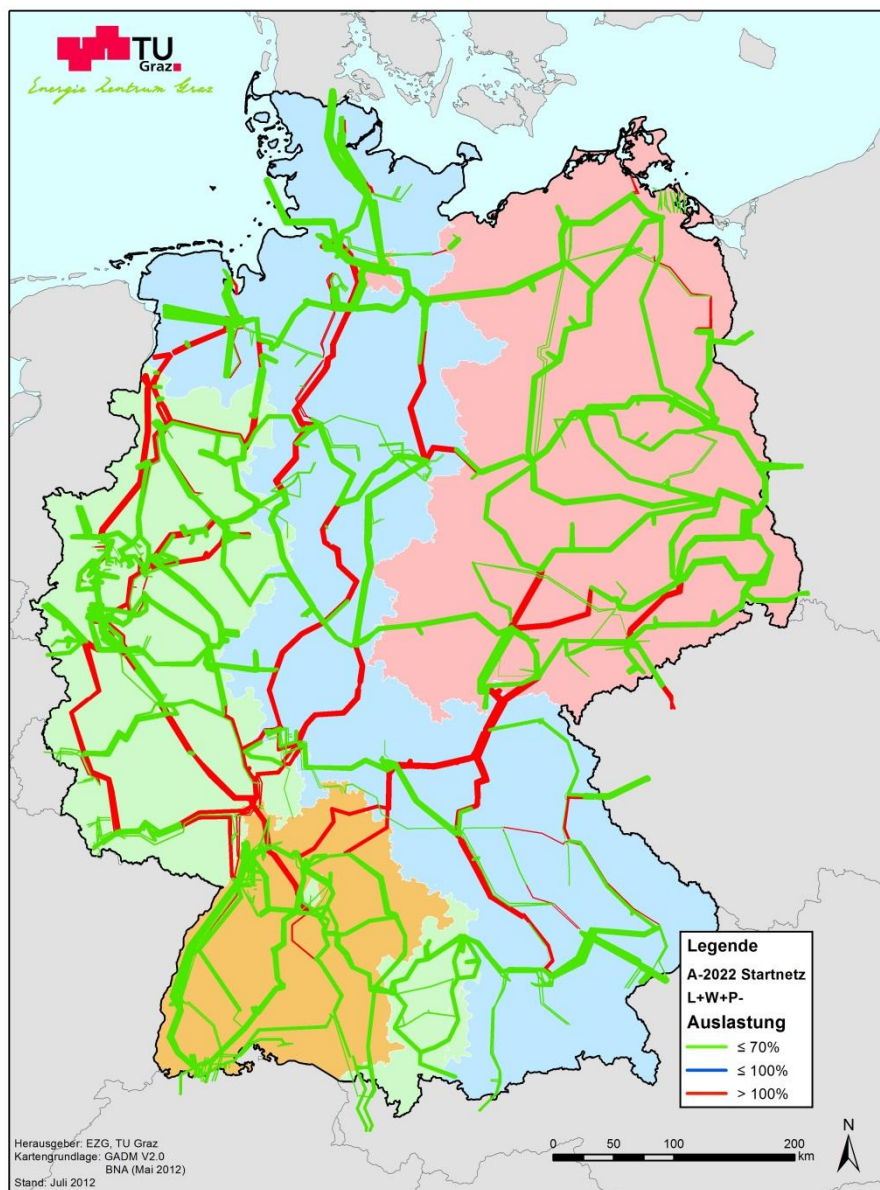 TU
Graz
Energie Zentrum Graz
Legende
A-2022 Startnetz
L+W+P-
Auslastung
≤ 70%
≤ 100%
> 100%
Herausgeber: EZG, TU Graz
Kartengrundlage: GADM V2.0
BNA (Mai 2012)
Stand: Juli 2012
0 50 100 200
km
N